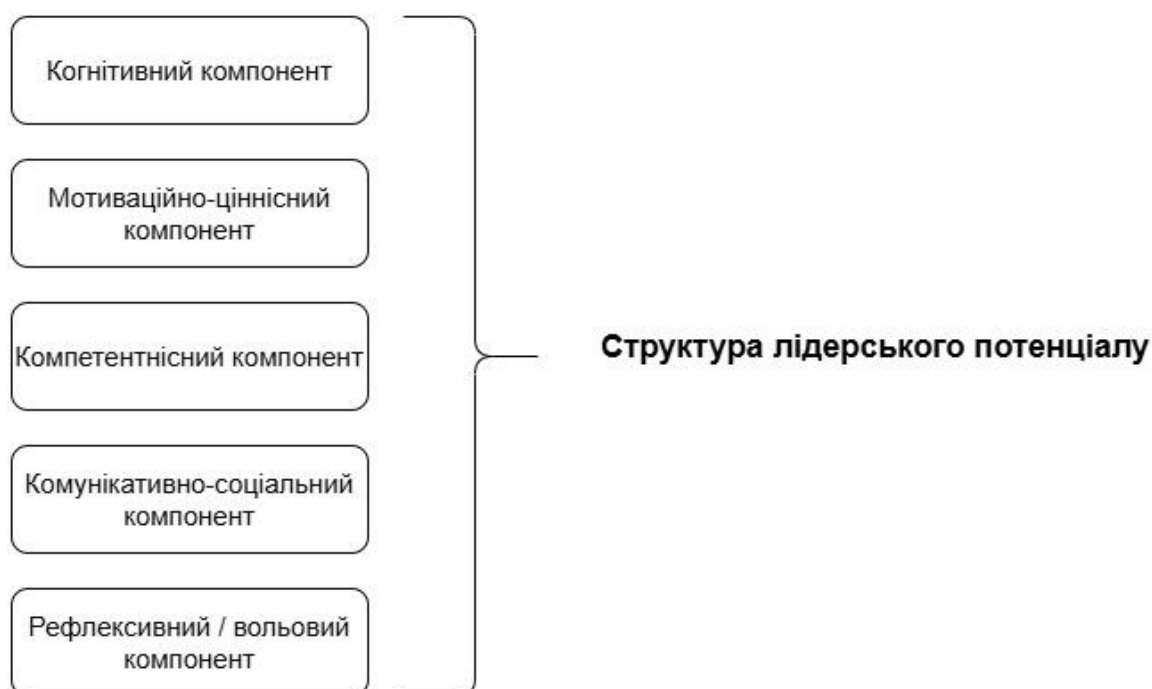 Когнітивний компонент
Мотиваційно-ціннісний
компонент
Компетентнісний компонент
Комунікативно-соціальний
компонент
Рефлексивний / вольовий
компонент
Структура лідерського потенціалу